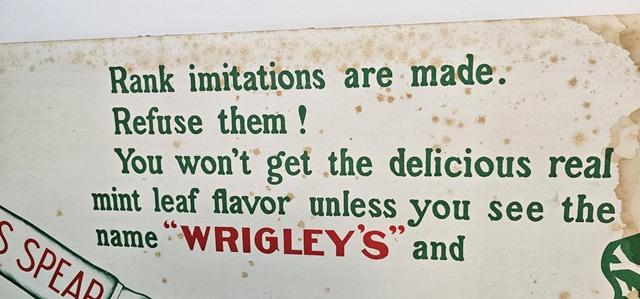 Rank imitations are made.
Refuse them!
You won't get the delicious real
mint leaf flavor unless you see the
name "WRIGLEY'S" and
S SPEAR